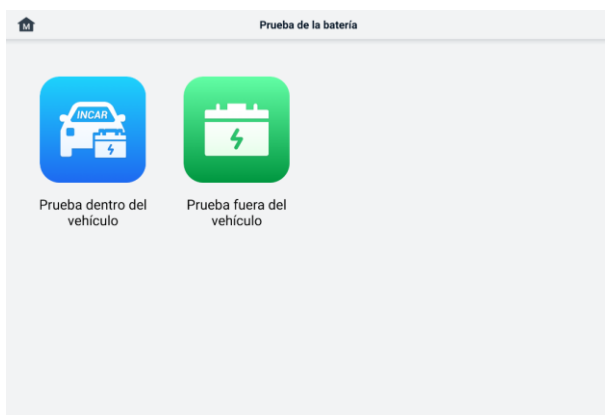 M
Prueba de la batería
INCAR
Prueba dentro del
vehículo
Prueba fuera del
vehículo